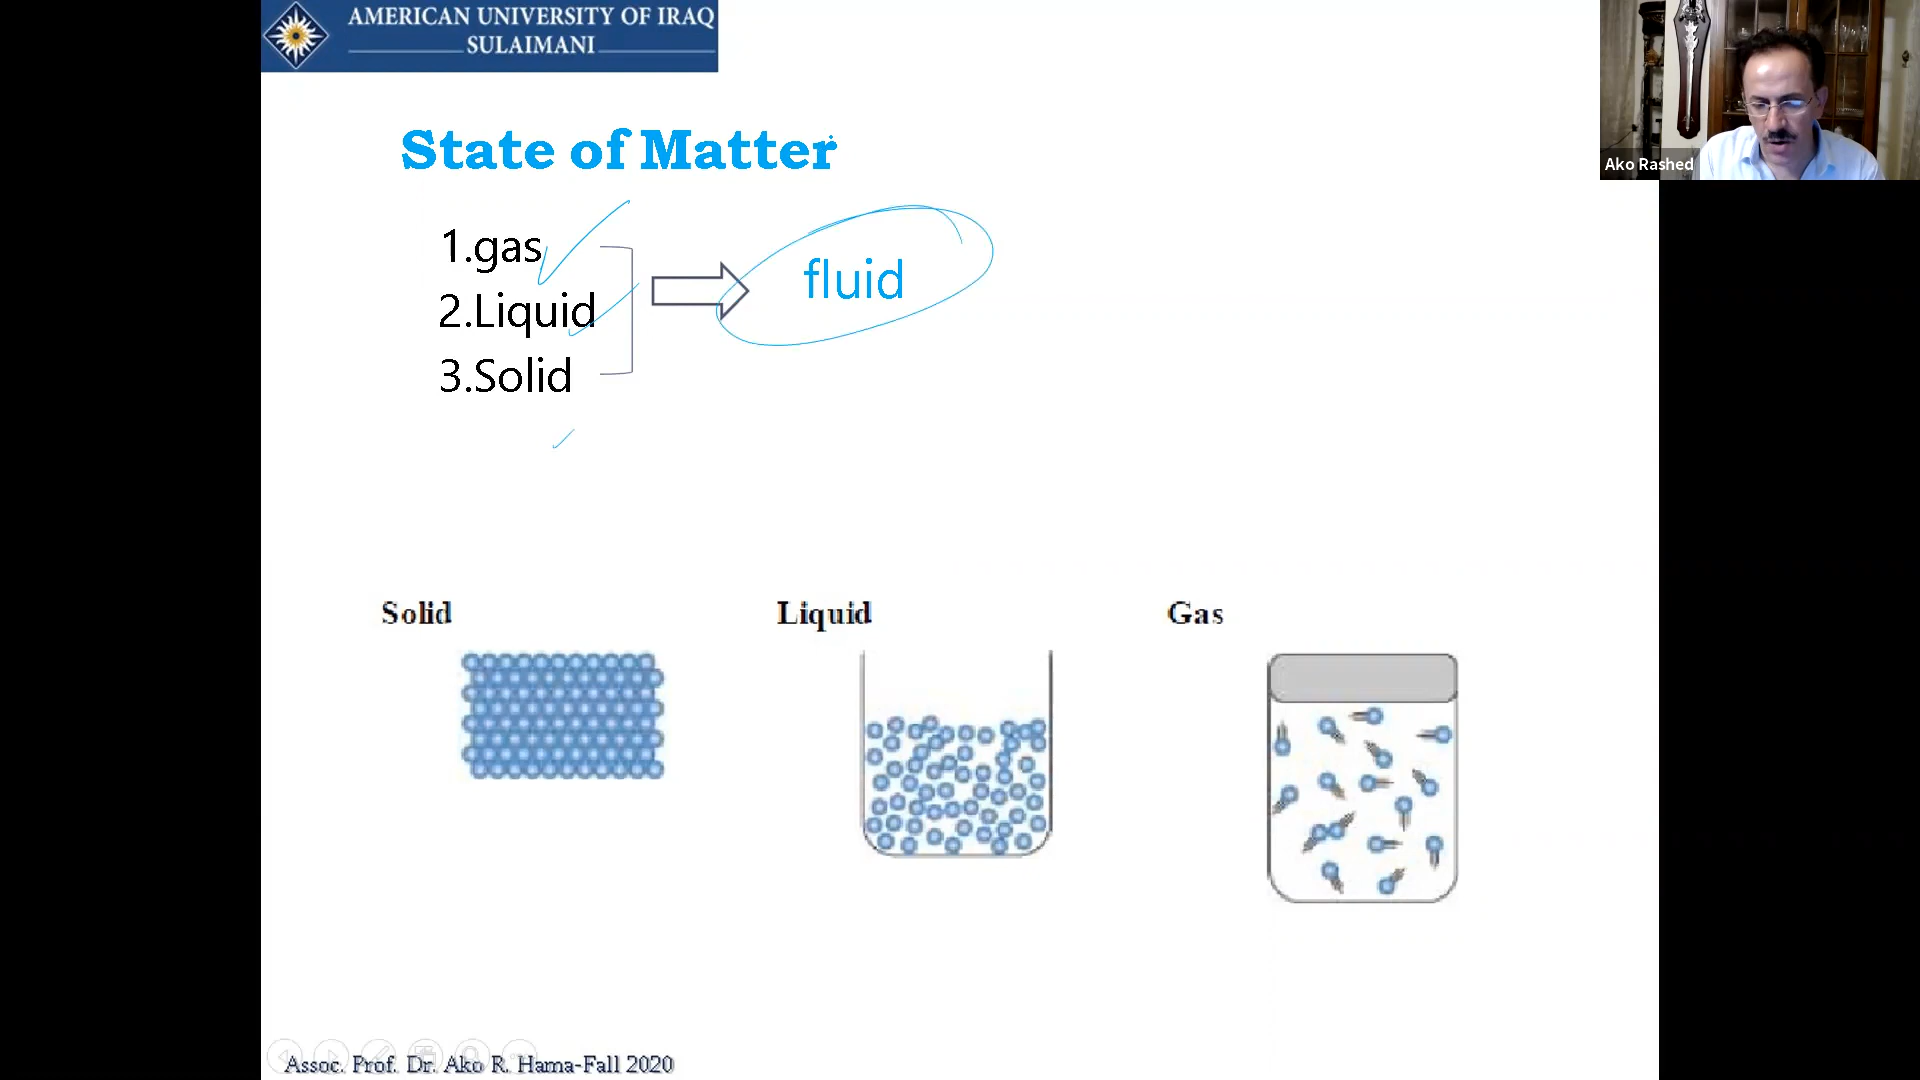 AMERICAN UNIVERSITY OF IRAQ
SULAIMANI
Ako Rashed
State of Matter
1.gas
2.Liquid
3.Solid
fluid
Solid
Liquid
Gas
Assoc. Prof. Dr. Ako R. Hama-Fall 2020